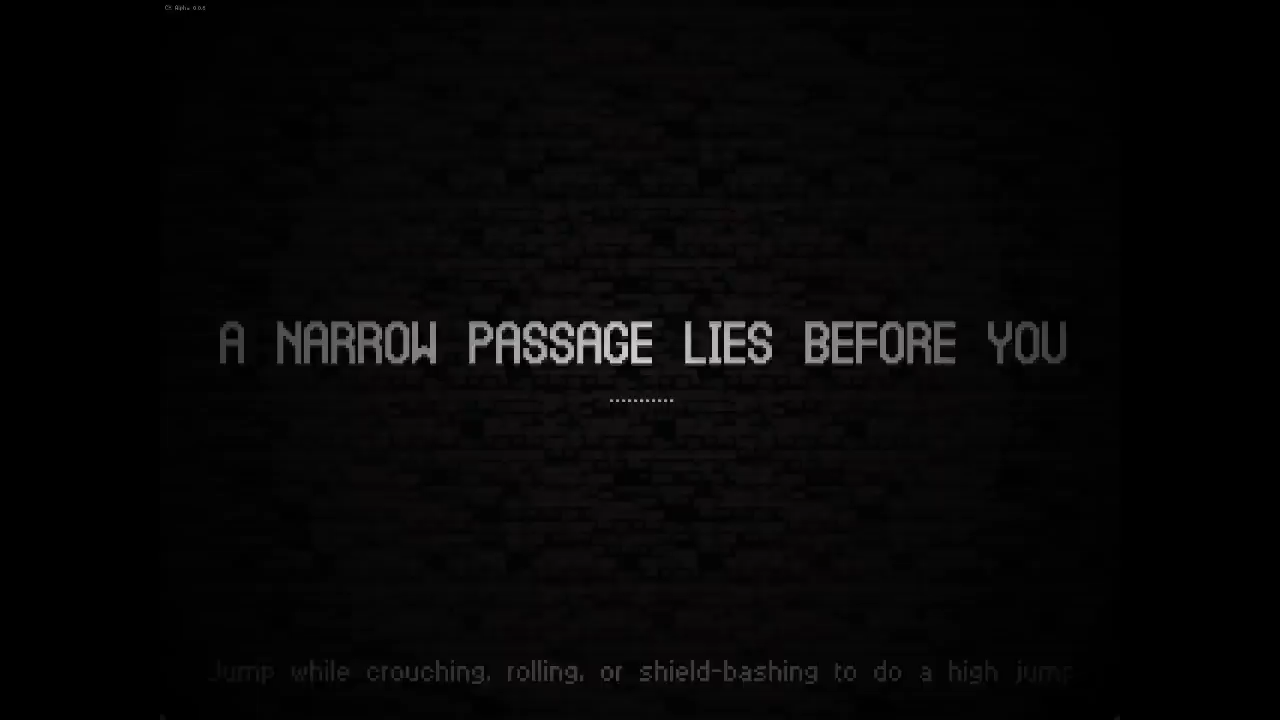 A NARROW PASSAGE LIES BEFORE YOU
Jump while crouching, rolling, or shield-bashing to do a high jump